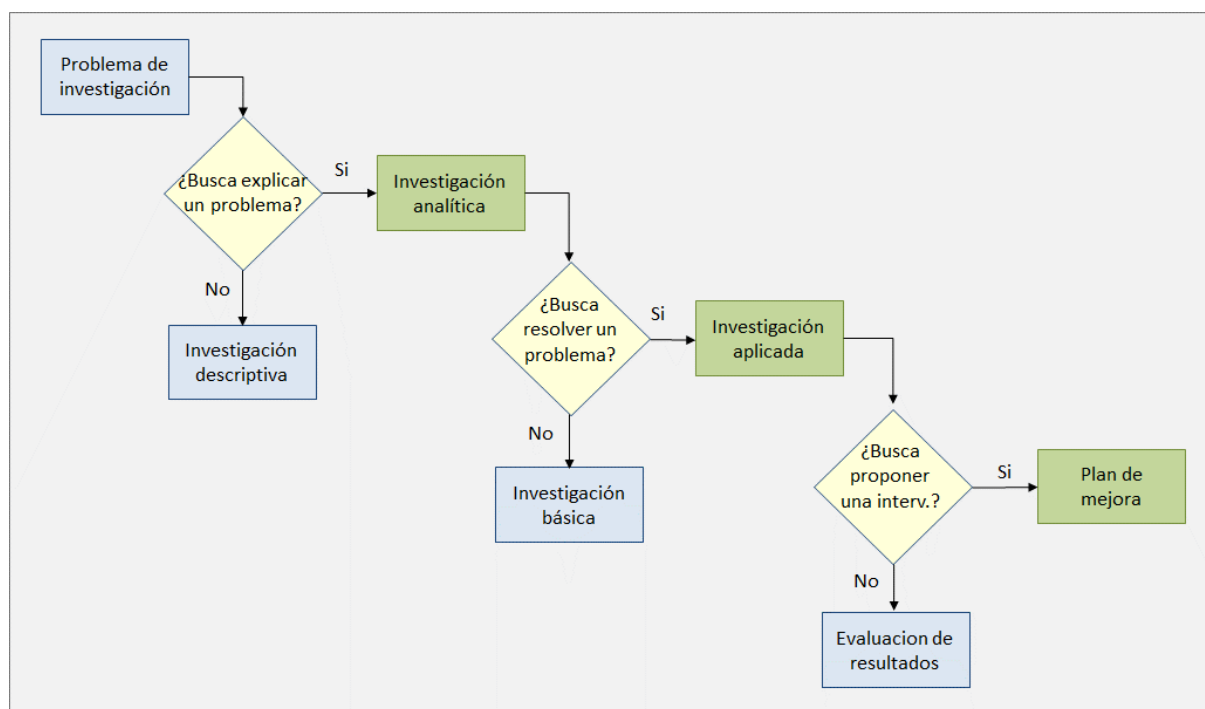 Problema de
investigación
¿Busca explicar
un problema?
Si
Investigación
analítica
No
Investigación
descriptiva
¿Busca
resolver un
problema?
Si
Investigación
aplicada
No
Investigación
básica
¿Busca
proponer
una interv.?
Si
Plan de
mejora
No
Evaluacion de
resultados